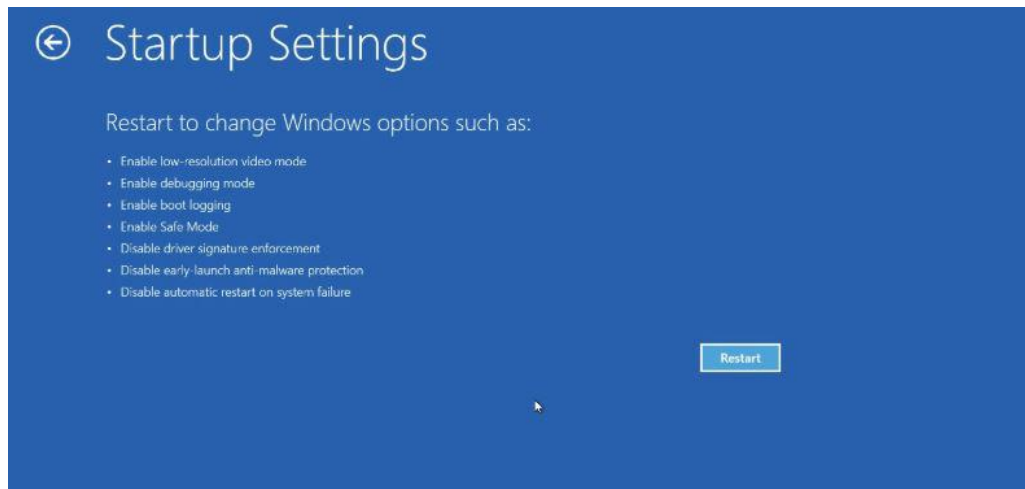 Startup Settings
Restart to change Windows options such as:
• Enable low-resolution video mode
• Enable debugging mode
• Enable boot logging
• Enable Safe Mode
• Disable driver signature enforcement
• Disable early-launch anti-malware protection
• Disable automatic restart on system failure
Restart